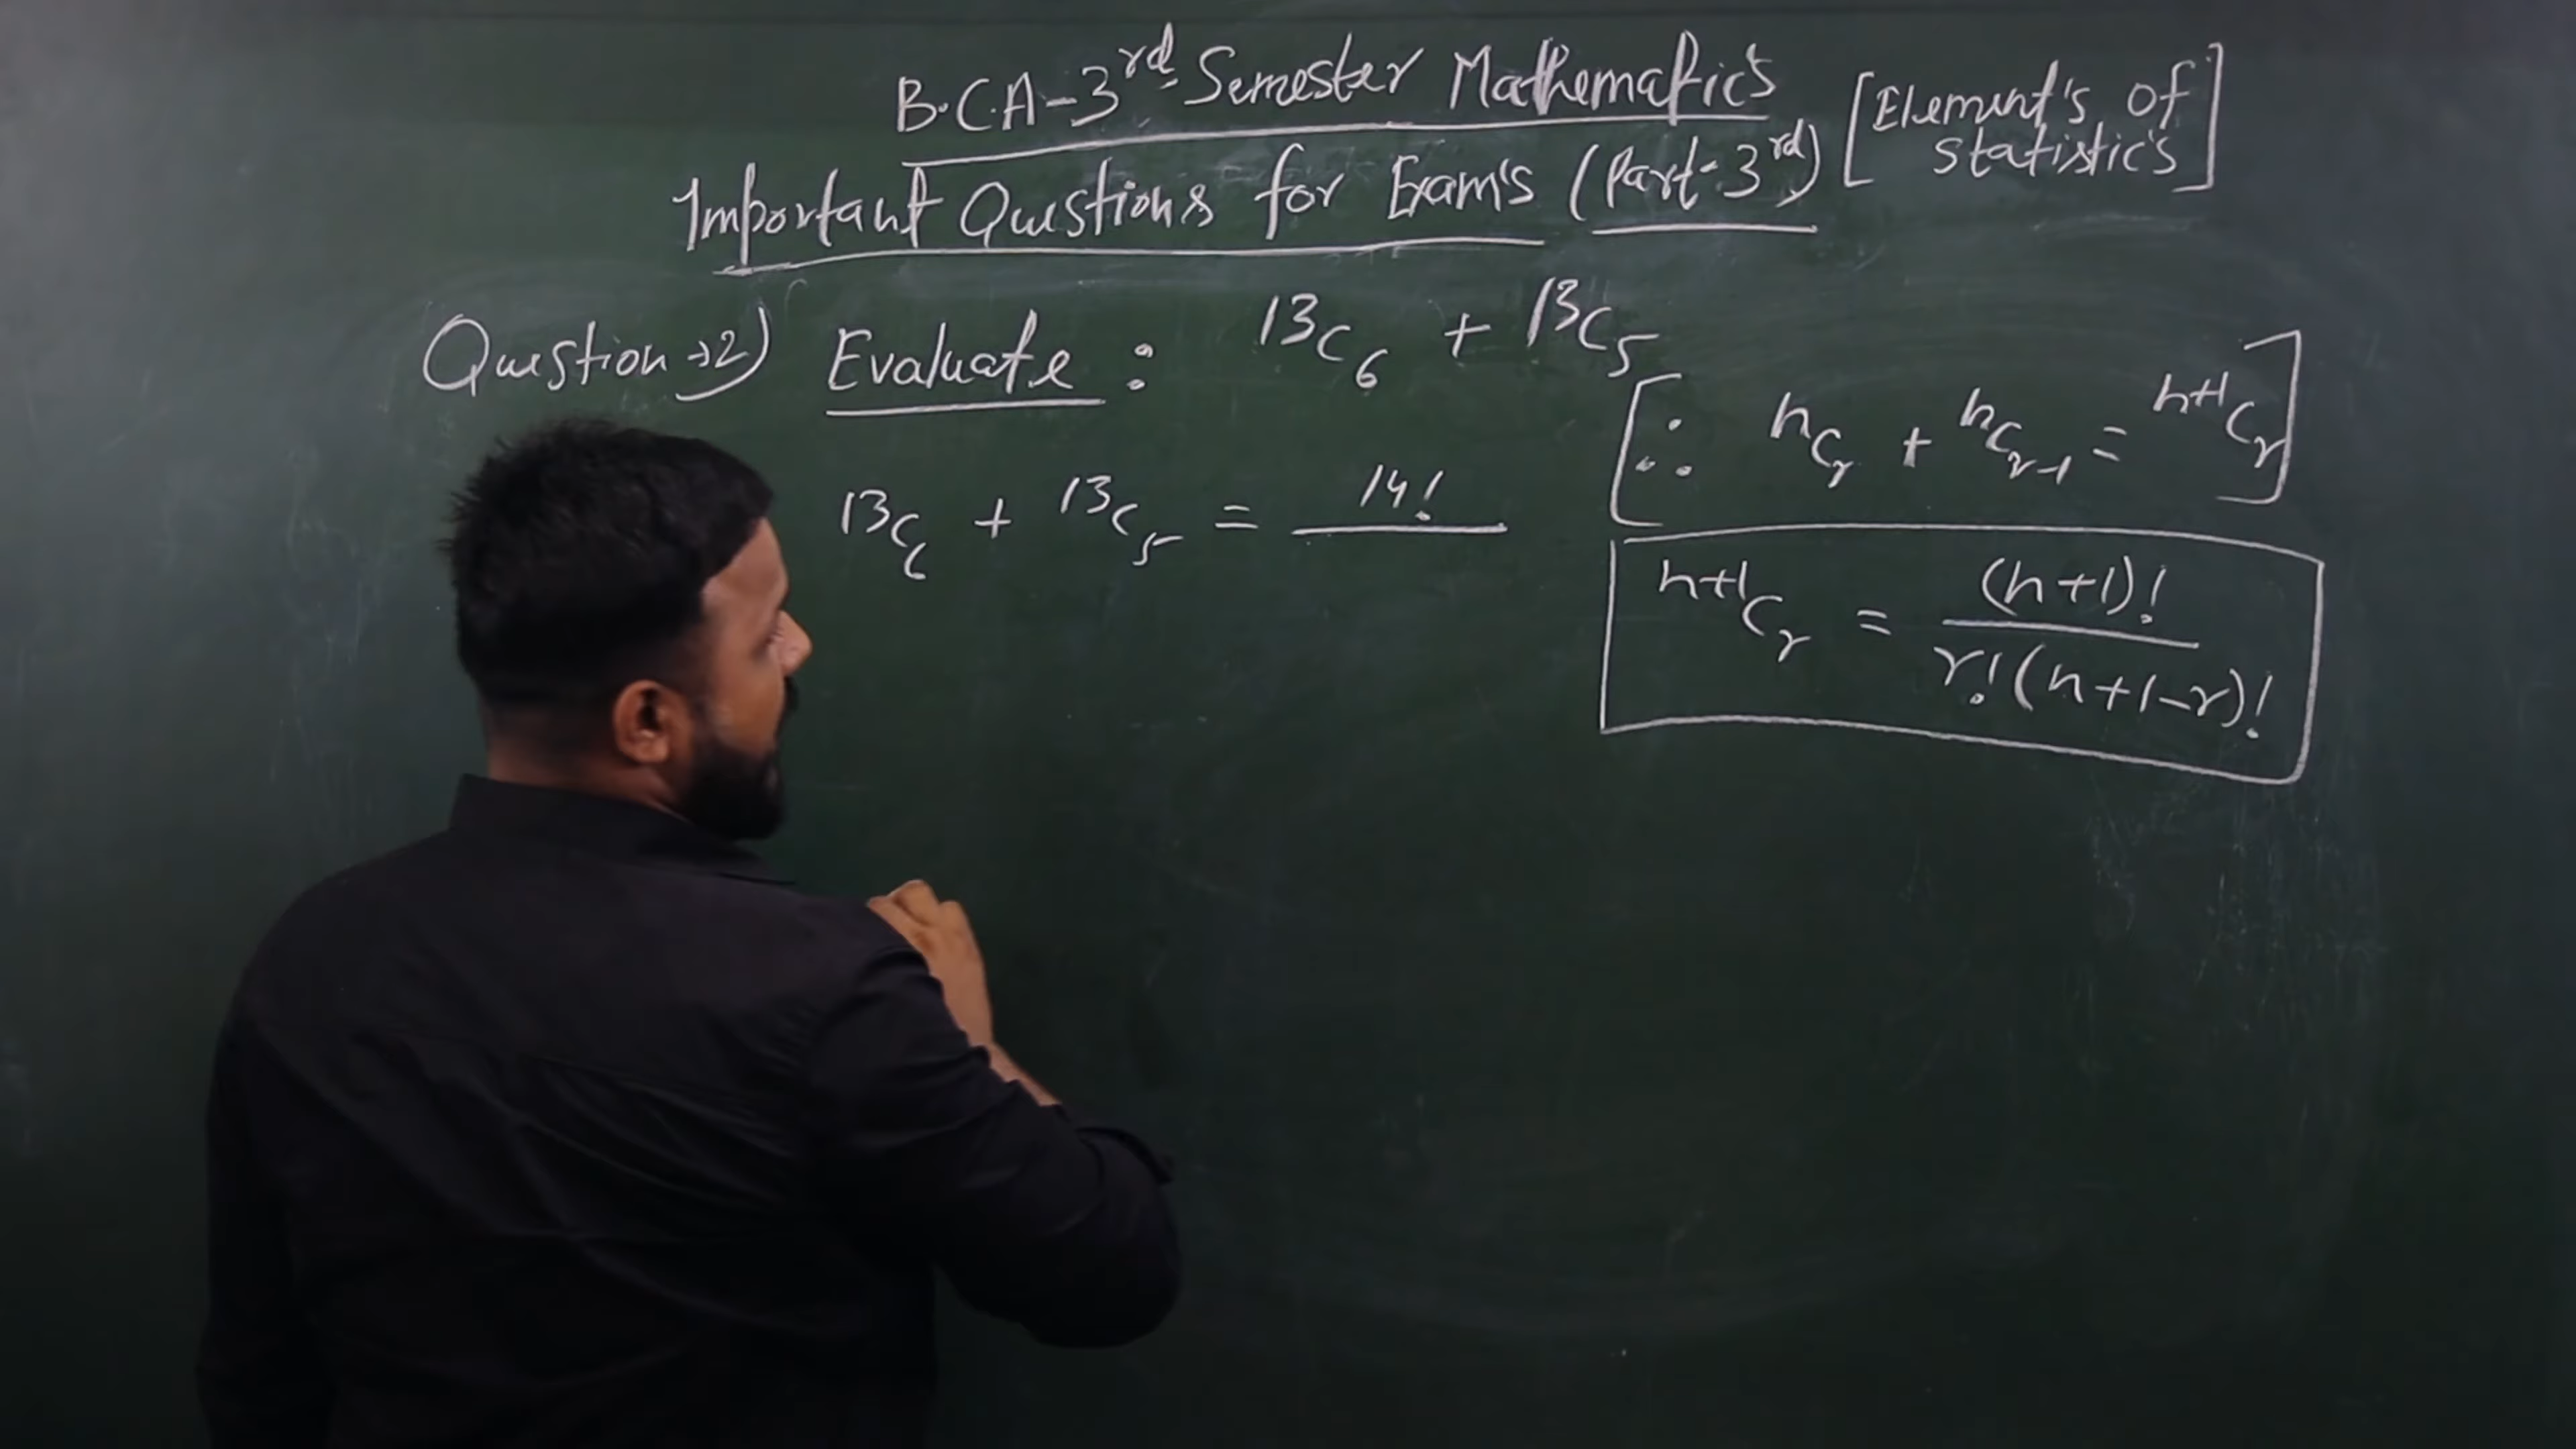 B.C.A-3rd Semester Mathematic's
Important Questions for Exam's (Part-3rd) [Element's of statistic's]
Question →2) Evaluate : ¹³C₆ + ¹³C₅
[∵ ⁿCᵣ + ⁿCᵣ₋₁ = ⁿ⁺¹Cᵣ]
¹³C₆ + ¹³C₅ = 14!
ⁿ⁺¹Cᵣ = (n+1)! / r!(n+1-r)!